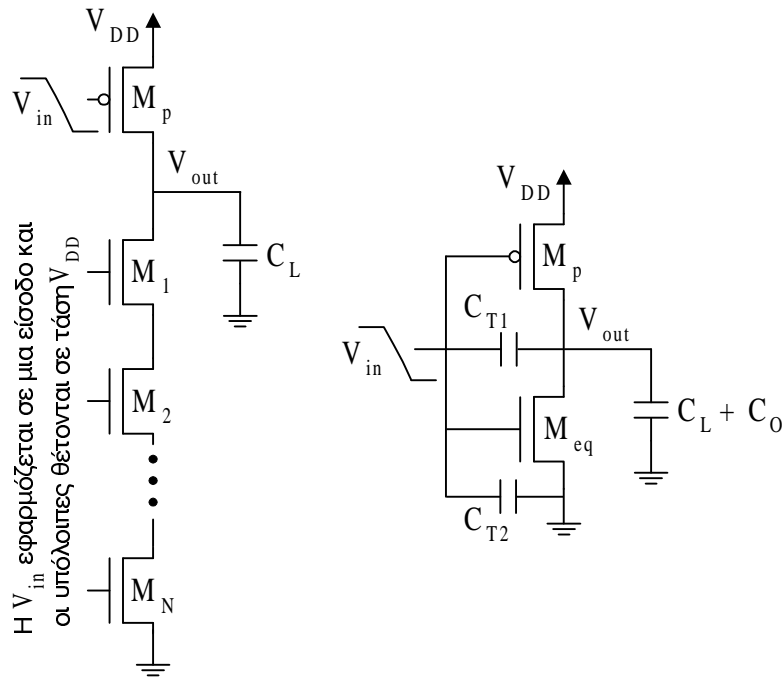 V_DD
V_in
M_p
V_out
C_L
M_1
M_2
M_N
Η V_in εφαρμόζεται σε μια είσοδο και
οι υπόλοιπες θέτονται σε τάση V_DD
V_DD
M_p
C_T1
V_out
V_in
M_eq
C_L + C_O
C_T2